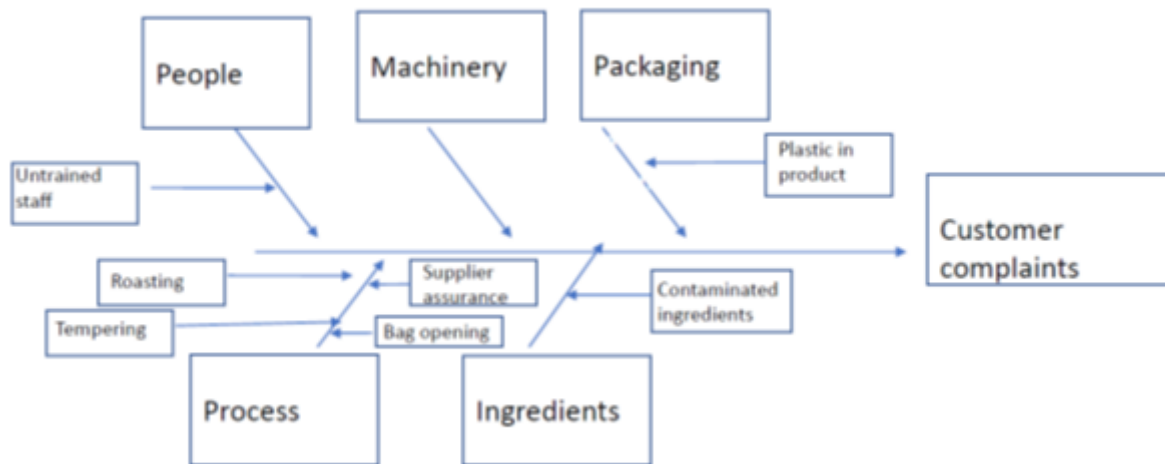 People
Machinery
Packaging
Untrained
staff
Plastic in
product
Customer
complaints
Roasting
Supplier
assurance
Contaminated
ingredients
Tempering
Bag opening
Process
Ingredients